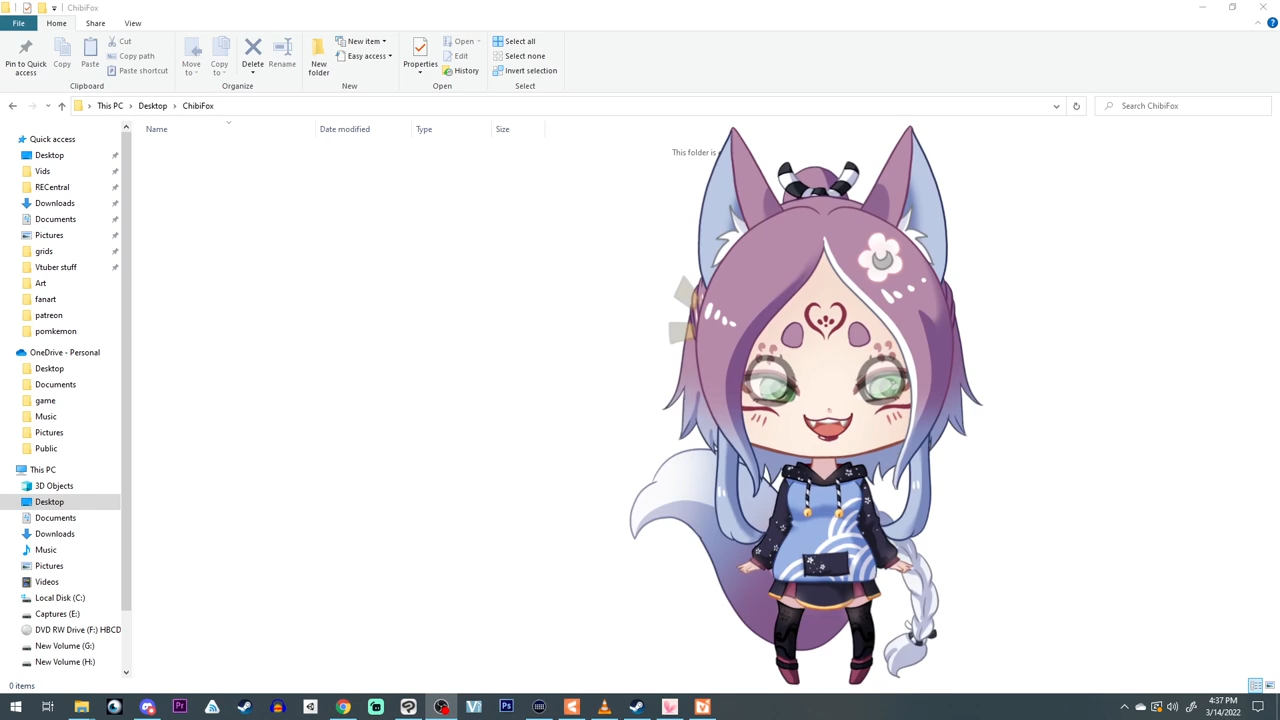 ChibiFox
File Home Share View
Pin to Quick access
Copy
Paste
Cut
Copy path
Paste shortcut
Clipboard
Move to
Copy to
Delete
Rename
Organize
New folder
New item
Easy access
New
Properties
Open
Edit
History
Open
Select all
Select none
Invert selection
Select
This PC Desktop ChibiFox
Search ChibiFox
Name Date modified Type Size
This folder is
Quick access
Desktop
Vids
RECentral
Downloads
Documents
Pictures
grids
Vtuber stuff
Art
fanart
patreon
pomkemon
OneDrive - Personal
Desktop
Documents
game
Music
Pictures
Public
This PC
3D Objects
Desktop
Documents
Downloads
Music
Pictures
Videos
Local Disk (C:)
Captures (E:)
DVD RW Drive (F:) HBCD
New Volume (G:)
New Volume (H:)
0 items
4:37 PM
3/14/2022